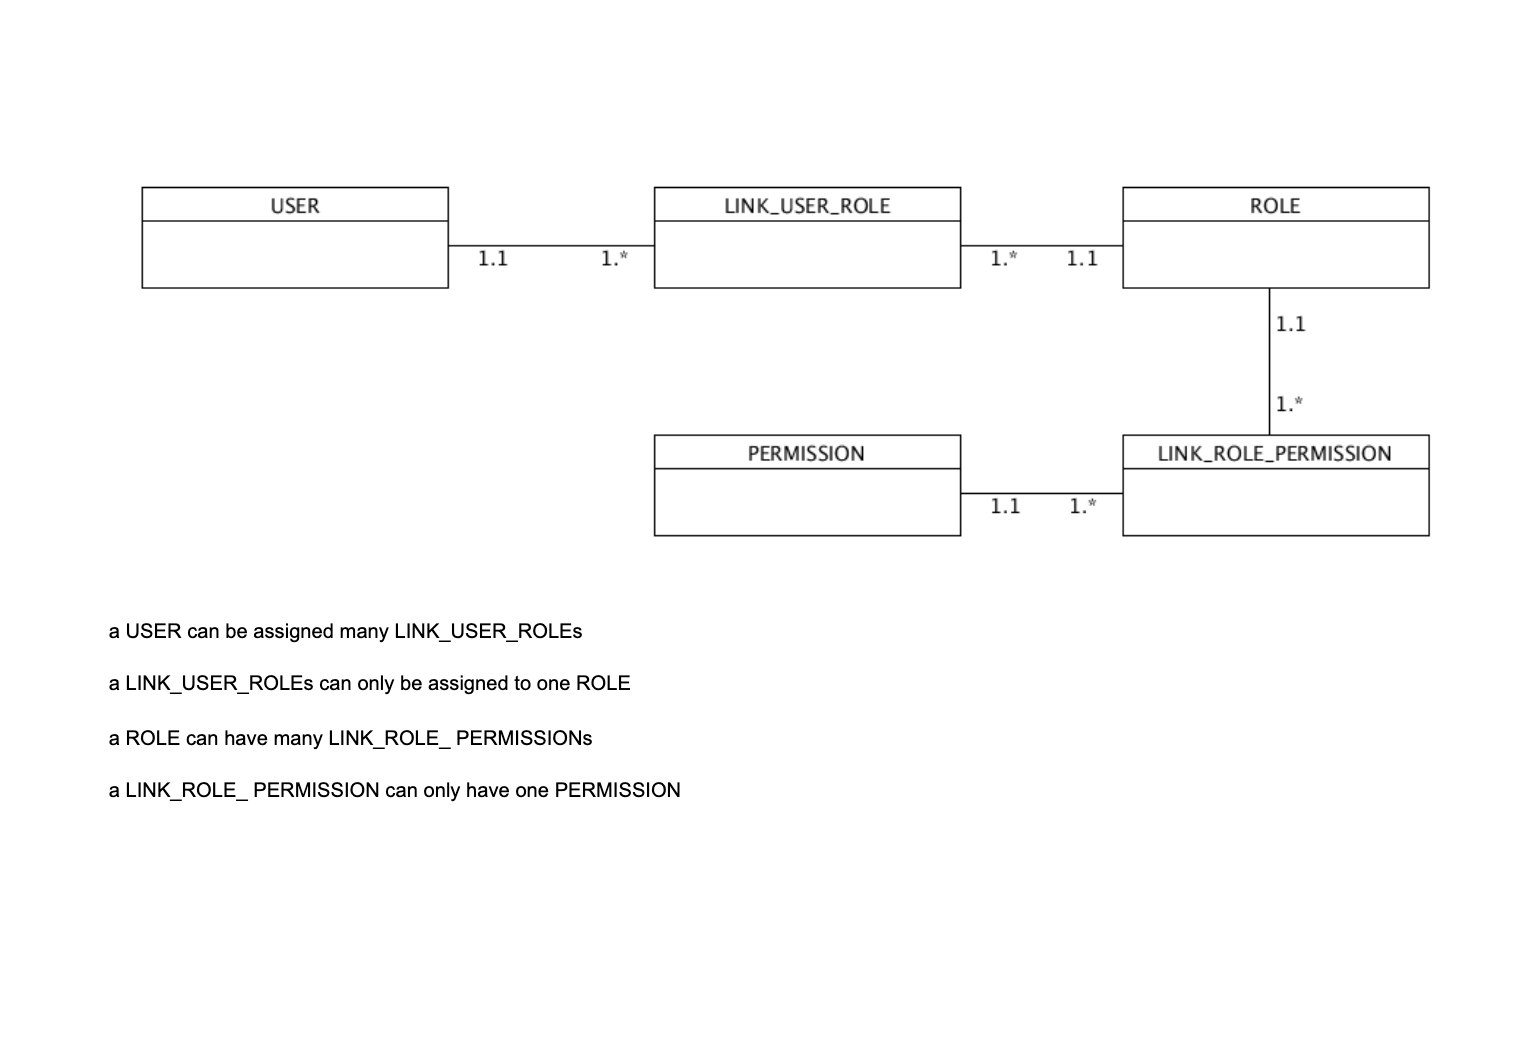 USER
LINK_USER_ROLE
ROLE
1.1
1.*
1.*
1.1
1.1
1.*
PERMISSION
LINK_ROLE_PERMISSION
1.1
1.*
a USER can be assigned many LINK_USER_ROLEs
a LINK_USER_ROLEs can only be assigned to one ROLE
a ROLE can have many LINK_ROLE_ PERMISSIONs
a LINK_ROLE_ PERMISSION can only have one PERMISSION